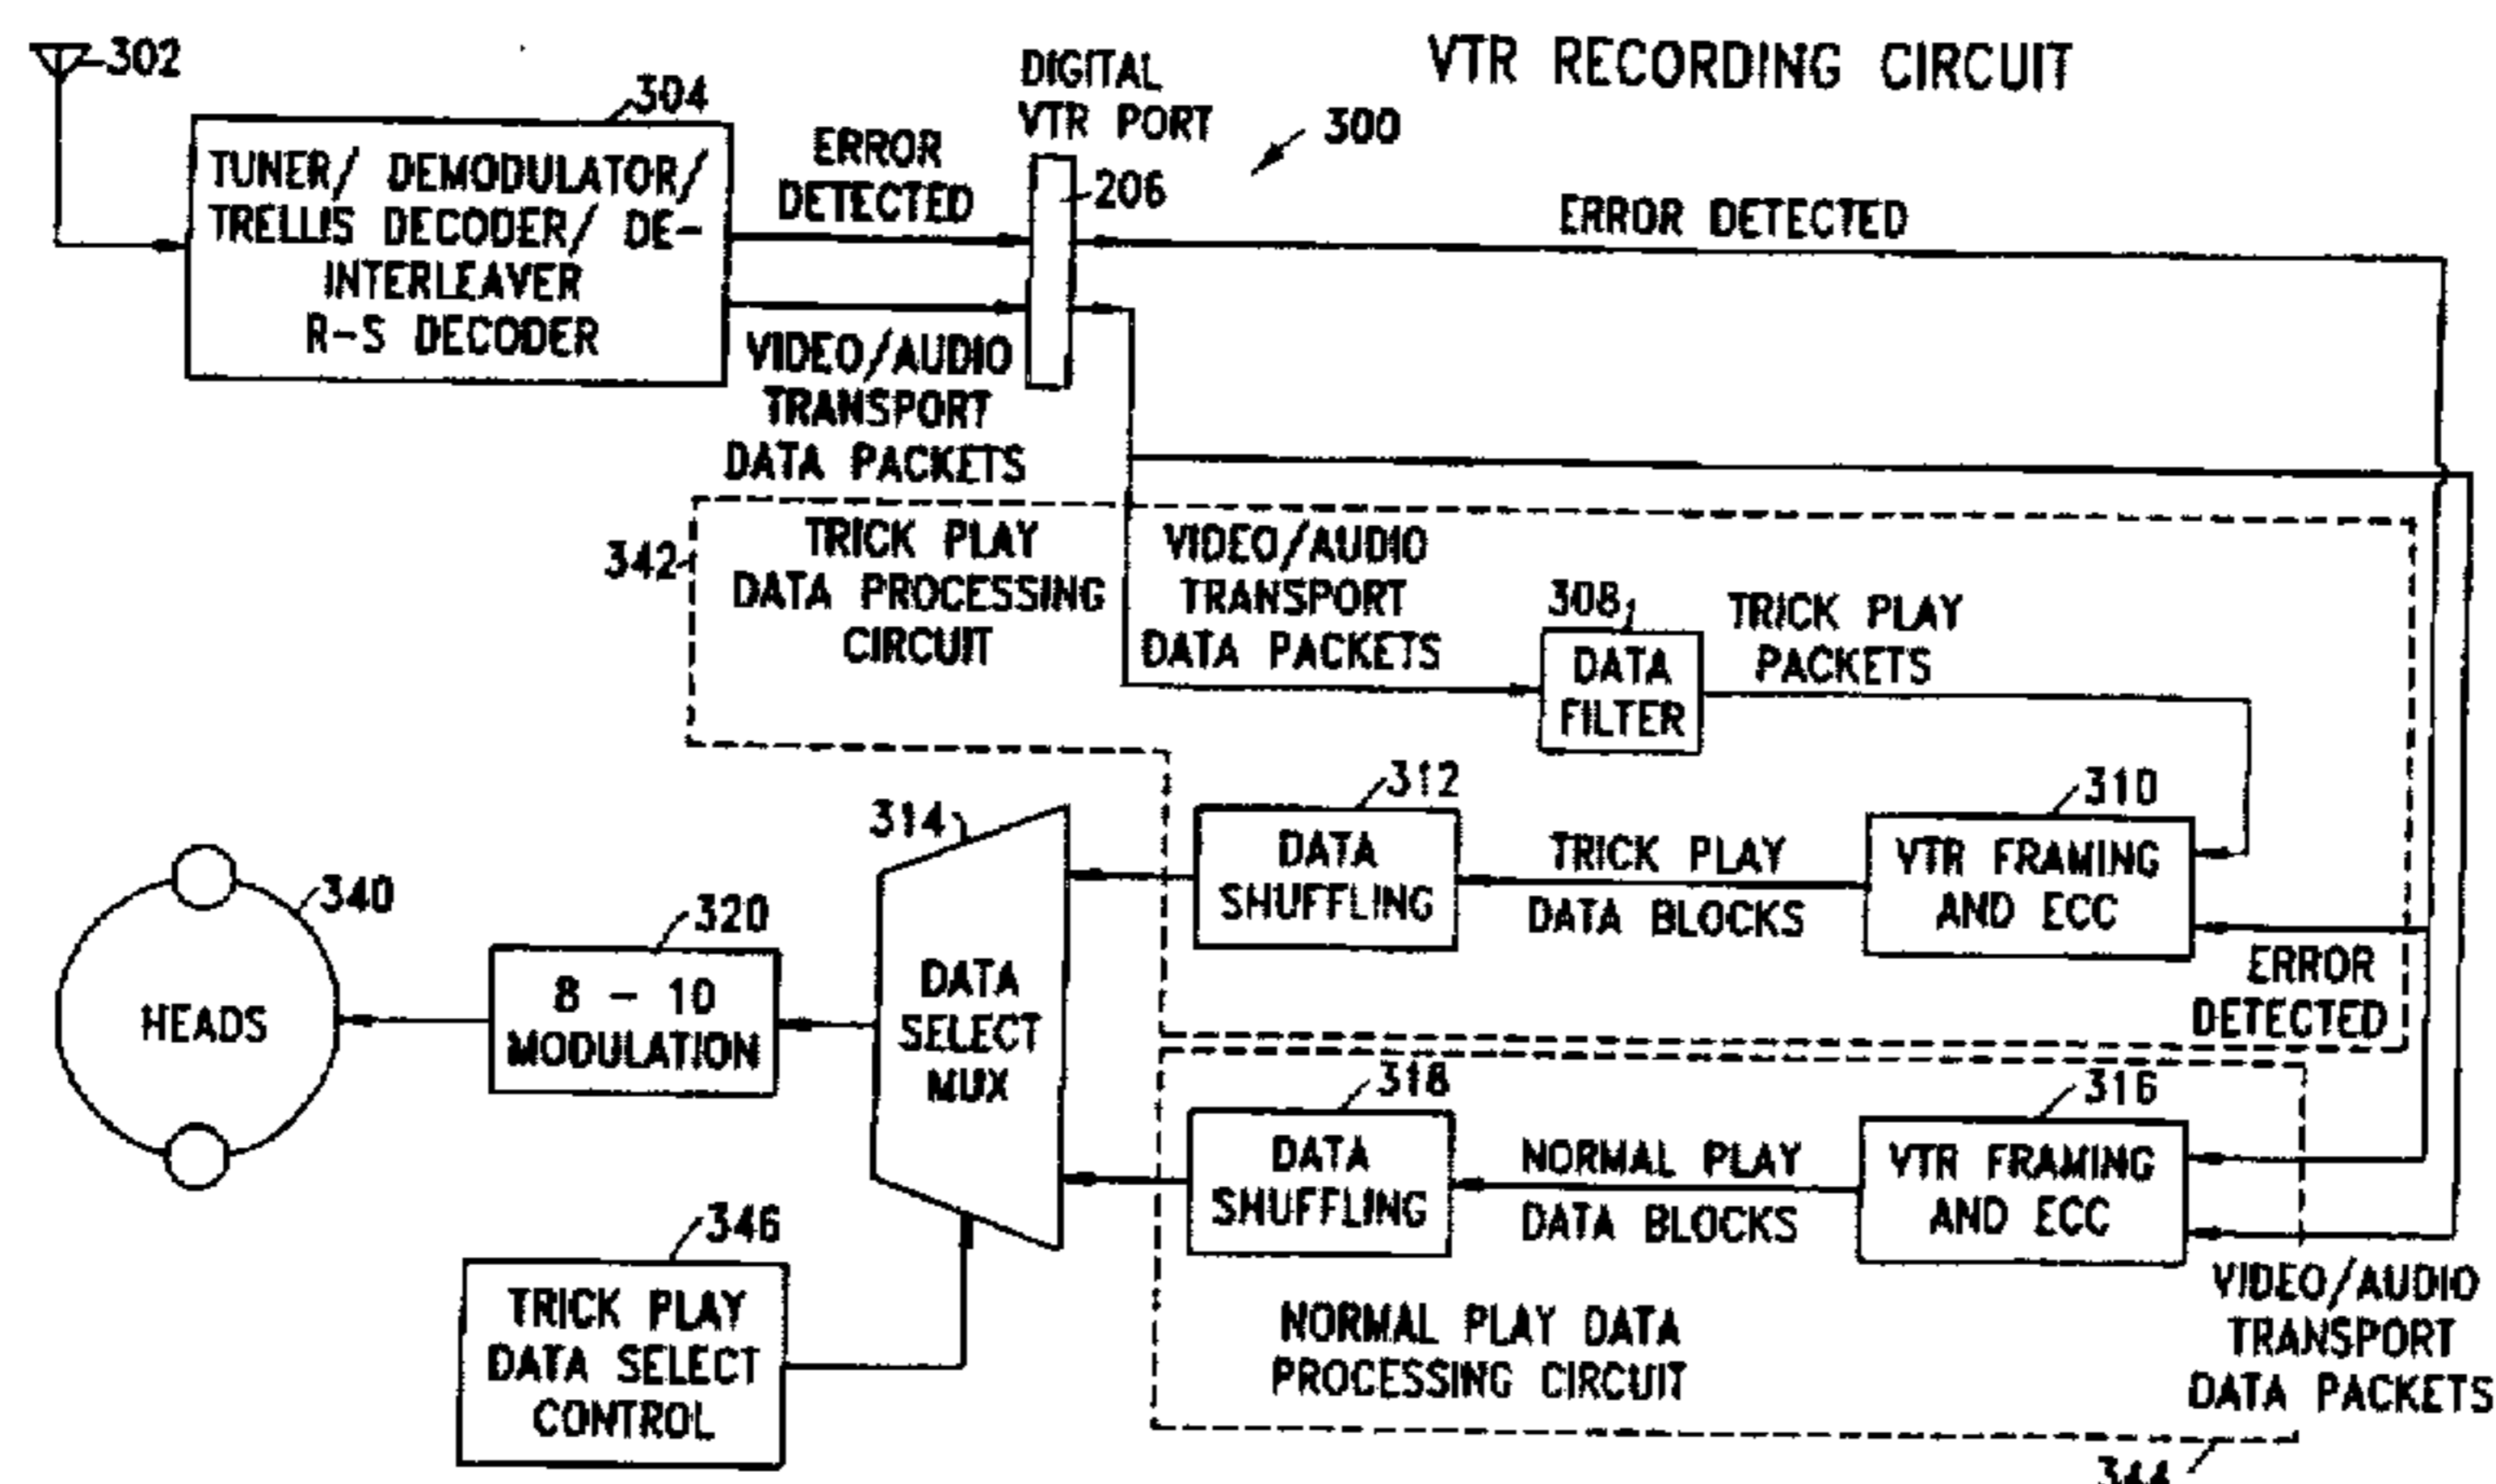 VTR RECORDING CIRCUIT
302
304
TUNER/ DEMODULATOR/
TRELLIS DECODER/ DE-
INTERLEAVER
R-S DECODER
ERROR
DETECTED
VIDEO/AUDIO
TRANSPORT
DATA PACKETS
DIGITAL
VTR PORT
206
300
ERROR DETECTED
342
TRICK PLAY
DATA PROCESSING
CIRCUIT
VIDEO/AUDIO
TRANSPORT
DATA PACKETS
308
DATA
FILTER
TRICK PLAY
PACKETS
340
HEADS
320
8 - 10
MODULATION
314
DATA
SELECT
MUX
312
DATA
SHUFFLING
TRICK PLAY
DATA BLOCKS
310
VTR FRAMING
AND ECC
ERROR
DETECTED
346
TRICK PLAY
DATA SELECT
CONTROL
318
DATA
SHUFFLING
NORMAL PLAY
DATA BLOCKS
316
VTR FRAMING
AND ECC
NORMAL PLAY DATA
PROCESSING CIRCUIT
VIDEO/AUDIO
TRANSPORT
DATA PACKETS
344